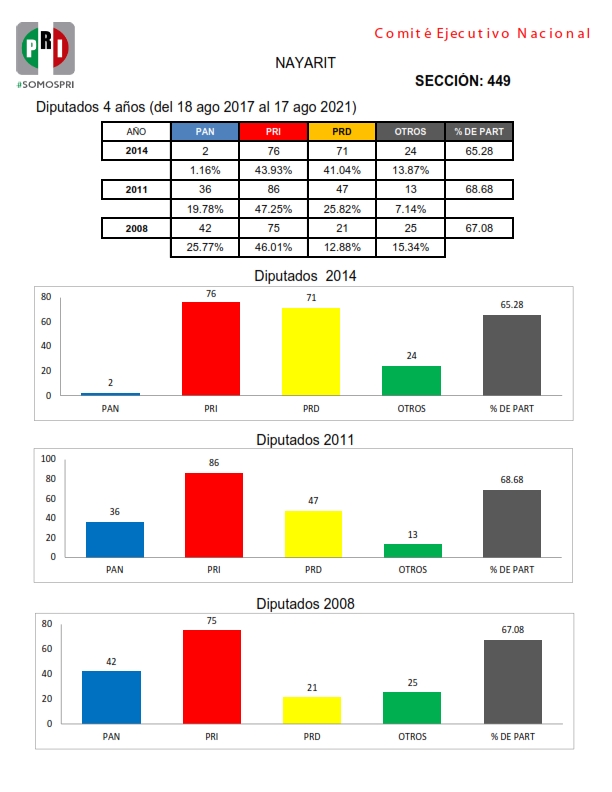 Comité Ejecutivo Nacional
PRI
#SOMOSPRI
NAYARIT
SECCIÓN: 449
Diputados 4 años (del 18 ago 2017 al 17 ago 2021)
AÑO PAN PRI PRD OTROS % DE PART
2014 2 76 71 24 65.28
1.16% 43.93% 41.04% 13.87%
2011 36 86 47 13 68.68
19.78% 47.25% 25.82% 7.14%
2008 42 75 21 25 67.08
25.77% 46.01% 12.88% 15.34%
Diputados 2014
80
60
40
20
0
2
76
71
24
65.28
PAN PRI PRD OTROS % DE PART
Diputados 2011
100
80
60
40
20
0
36
86
47
13
68.68
PAN PRI PRD OTROS % DE PART
Diputados 2008
80
60
40
20
0
42
75
21
25
67.08
PAN PRI PRD OTROS % DE PART